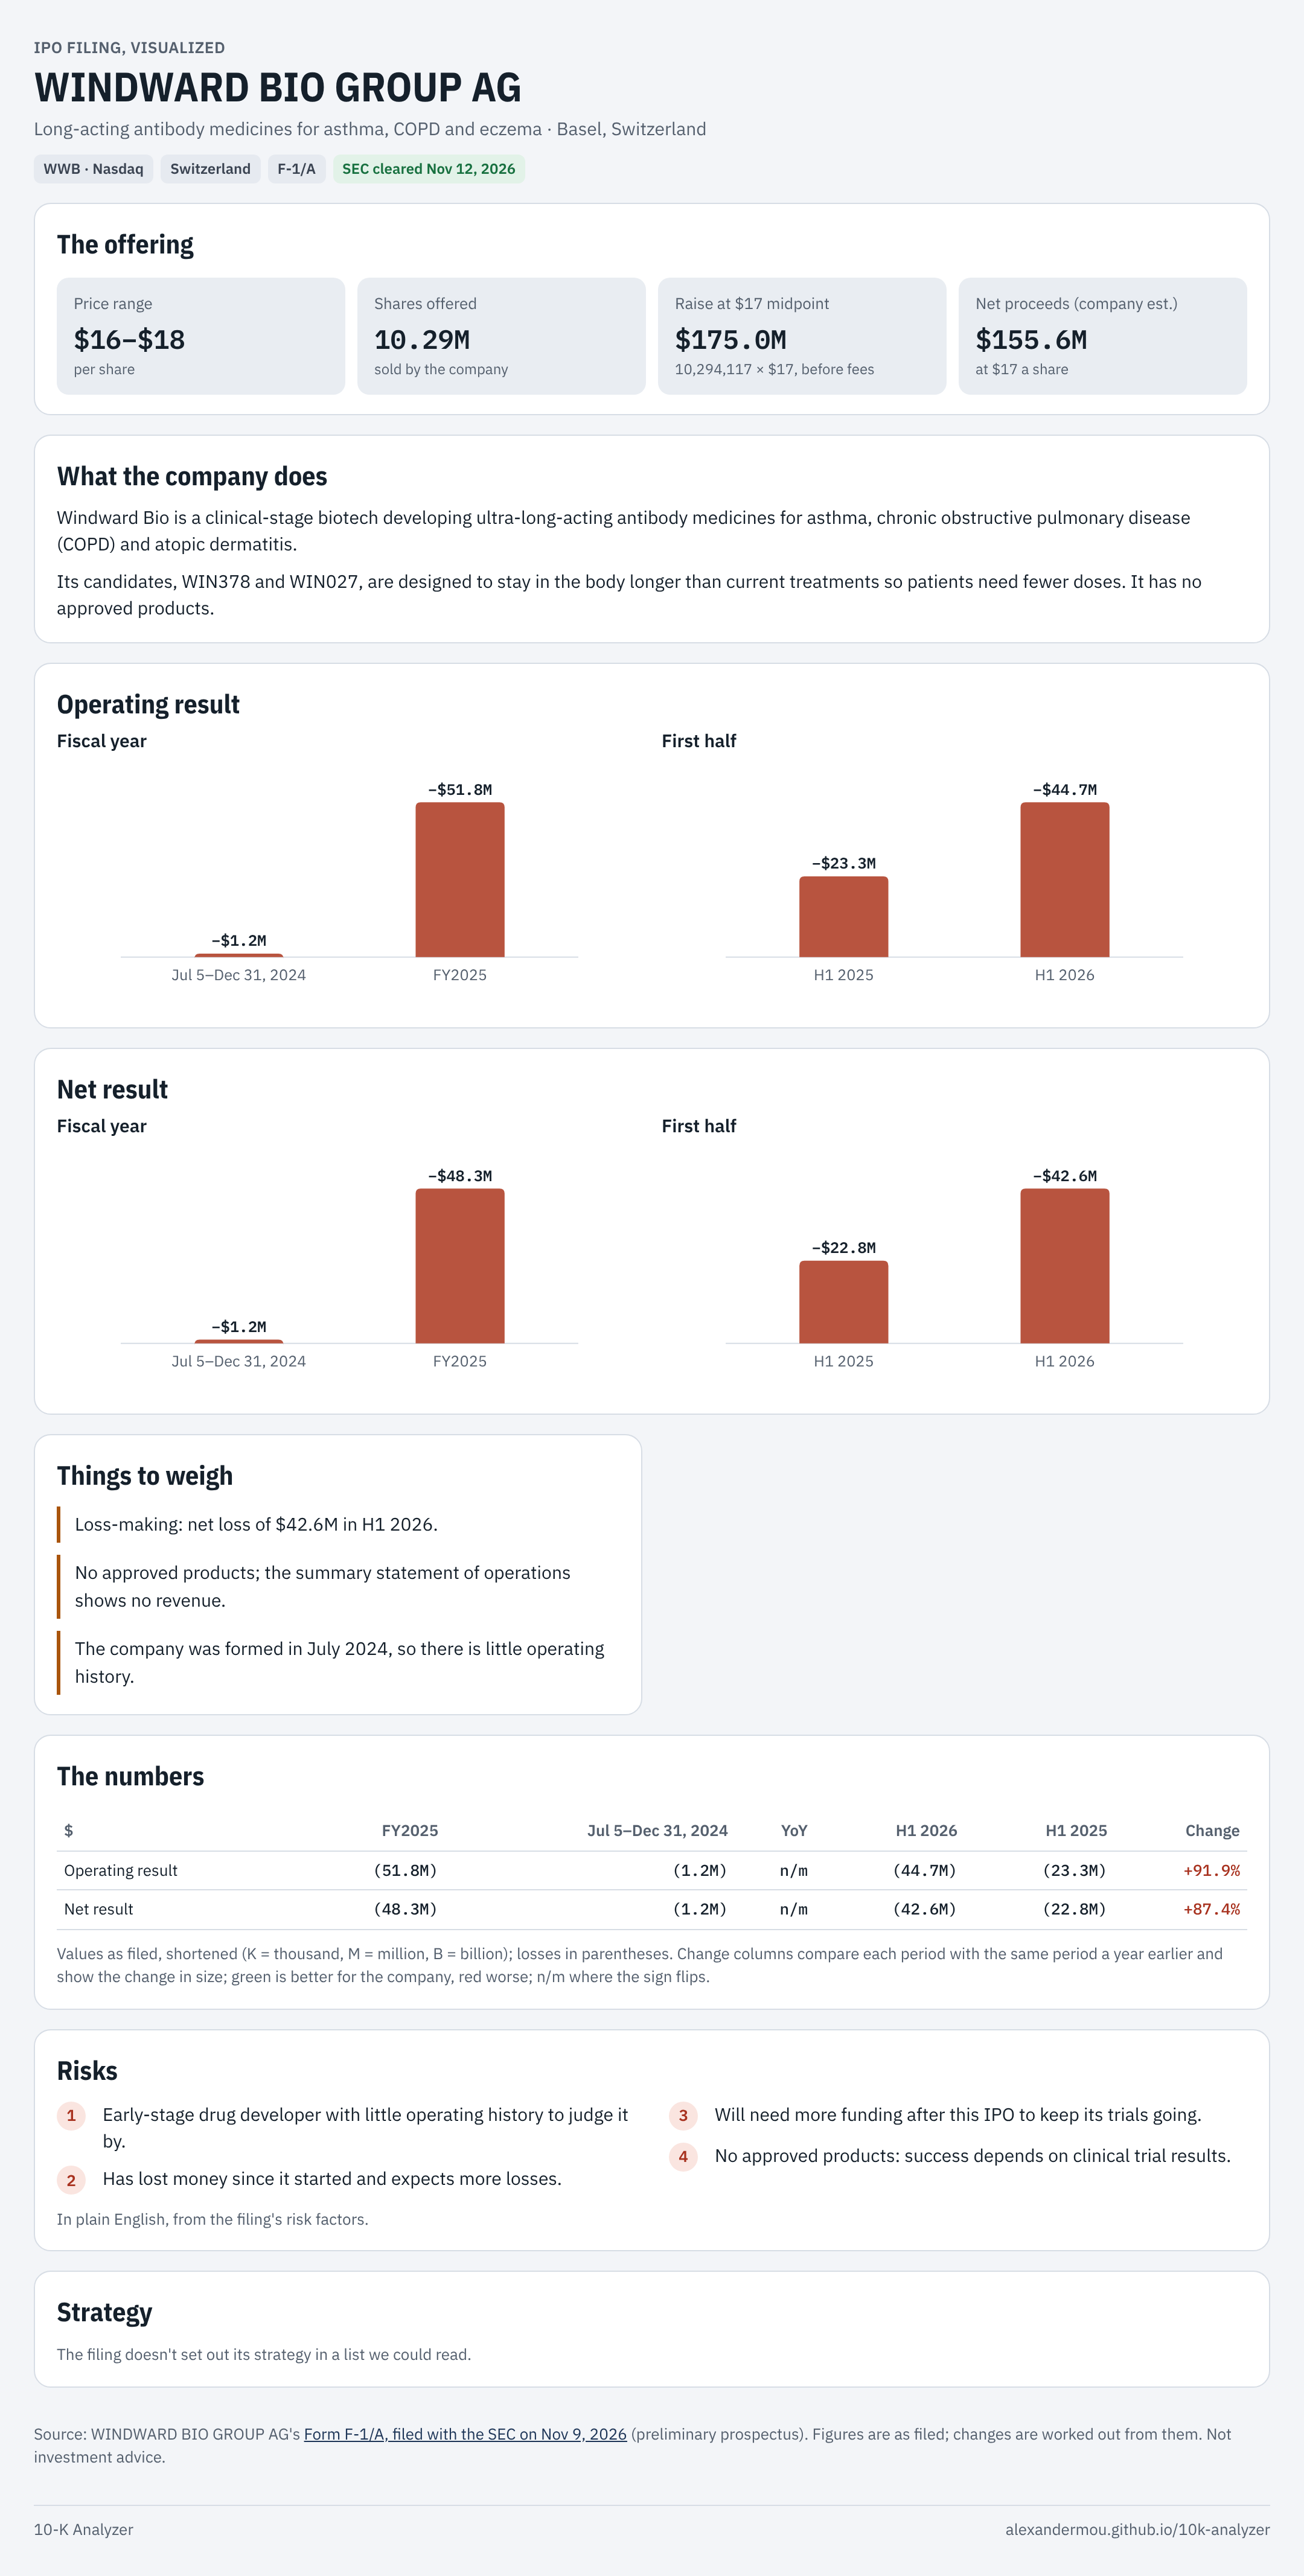 IPO FILING, VISUALIZED
WINDWARD BIO GROUP AG
Long-acting antibody medicines for asthma, COPD and eczema · Basel, Switzerland
WWB · Nasdaq Switzerland F-1/A SEC cleared Nov 12, 2026
The offering
Price range
$16–$18
per share
Shares offered
10.29M
sold by the company
Raise at $17 midpoint
$175.0M
10,294,117 × $17, before fees
Net proceeds (company est.)
$155.6M
at $17 a share
What the company does
Windward Bio is a clinical-stage biotech developing ultra-long-acting antibody medicines for asthma, chronic obstructive pulmonary disease
(COPD) and atopic dermatitis.
Its candidates, WIN378 and WIN027, are designed to stay in the body longer than current treatments so patients need fewer doses. It has no
approved products.
Operating result
Fiscal year
−$1.2M
−$51.8M
Jul 5–Dec 31, 2024
FY2025
First half
−$23.3M
−$44.7M
H1 2025
H1 2026
Net result
Fiscal year
−$1.2M
−$48.3M
Jul 5–Dec 31, 2024
FY2025
First half
−$22.8M
−$42.6M
H1 2025
H1 2026
Things to weigh
Loss-making: net loss of $42.6M in H1 2026.
No approved products; the summary statement of operations
shows no revenue.
The company was formed in July 2024, so there is little operating
history.
The numbers
$ FY2025 Jul 5–Dec 31, 2024 YoY H1 2026 H1 2025 Change
Operating result (51.8M) (1.2M) n/m (44.7M) (23.3M) +91.9%
Net result (48.3M) (1.2M) n/m (42.6M) (22.8M) +87.4%
Values as filed, shortened (K = thousand, M = million, B = billion); losses in parentheses. Change columns compare each period with the same period a year earlier and
show the change in size; green is better for the company, red worse; n/m where the sign flips.
Risks
1 Early-stage drug developer with little operating history to judge it
by.
2 Has lost money since it started and expects more losses.
3 Will need more funding after this IPO to keep its trials going.
4 No approved products: success depends on clinical trial results.
In plain English, from the filing's risk factors.
Strategy
The filing doesn't set out its strategy in a list we could read.
Source: WINDWARD BIO GROUP AG's Form F-1/A, filed with the SEC on Nov 9, 2026 (preliminary prospectus). Figures are as filed; changes are worked out from them. Not
investment advice.
10-K Analyzer
alexandermou.github.io/10k-analyzer